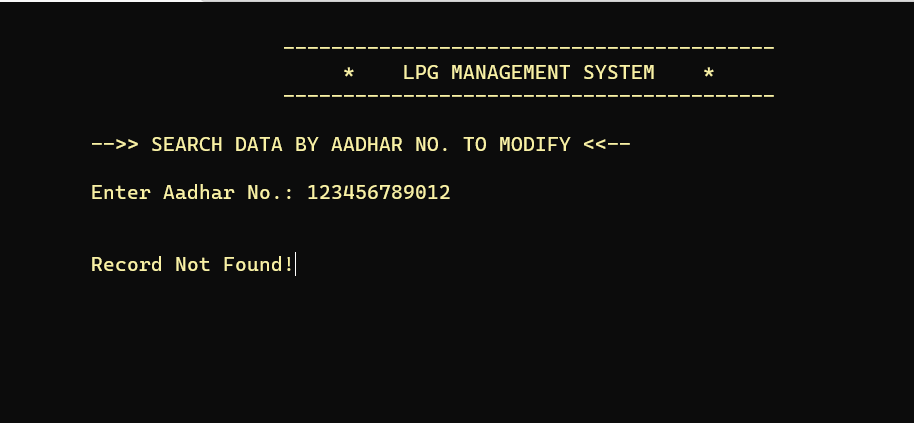 -----------------------------------------
* LPG MANAGEMENT SYSTEM *
-----------------------------------------
-->> SEARCH DATA BY AADHAR NO. TO MODIFY <<--
Enter Aadhar No.: 123456789012
Record Not Found!